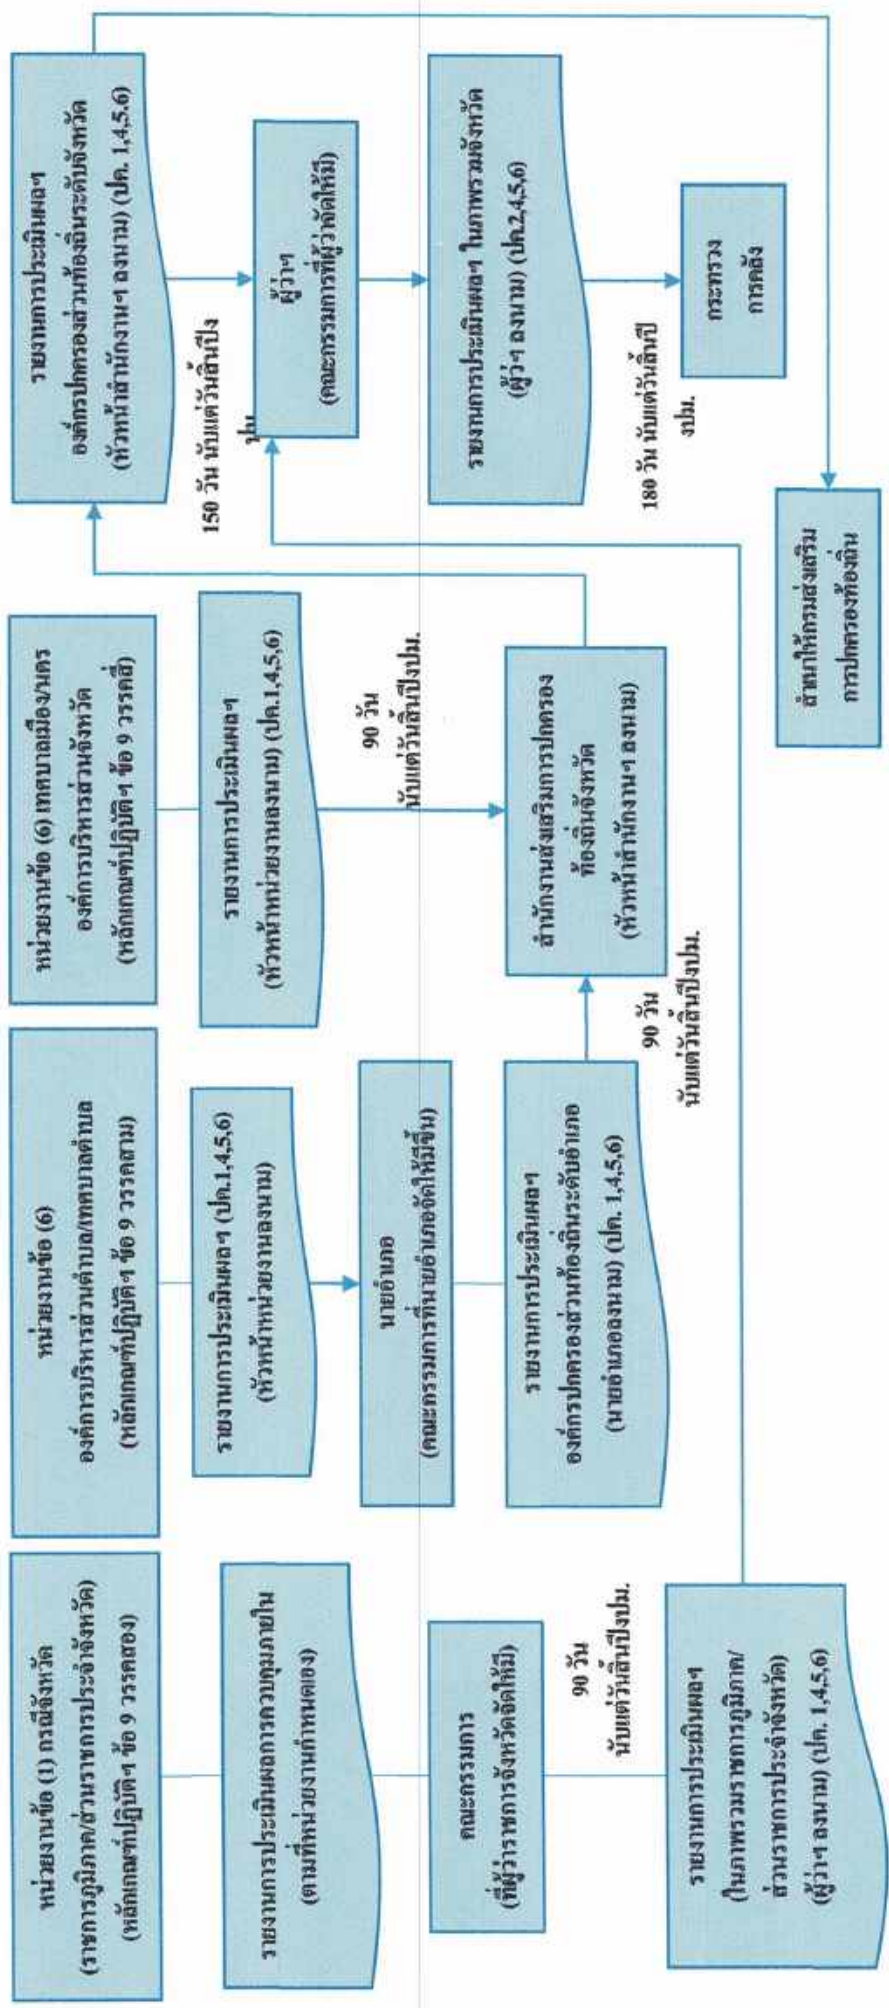 หน่วยงานข้อ (1) กรณีจังหวัด
(ราชการภูมิภาค/ส่วนราชการประจำจังหวัด)
(หลักเกณฑ์ปฏิบัติฯ ข้อ 9 วรรคสอง)
รายงานการประเมินผลการควบคุมภายใน
(ตามที่หน่วยงานกำหนดเอง)
คณะกรรมการ
(ที่ผู้ว่าราชการจังหวัดจัดให้มี)
90 วัน
นับแต่วันสิ้นปีงปม.
รายงานการประเมินผลฯ
(ในภาพรวมราชการภูมิภาค/
ส่วนราชการประจำจังหวัด)
(ผู้ว่าฯ ลงนาม) (ปค. 1,4,5,6)
หน่วยงานข้อ (6)
องค์การบริหารส่วนตำบล/เทศบาลตำบล
(หลักเกณฑ์ปฏิบัติฯ ข้อ 9 วรรคสาม)
รายงานการประเมินผลฯ (ปค.1,4,5,6)
(หัวหน้าหน่วยงานลงนาม)
นายอำเภอ
(คณะกรรมการที่นายอำเภอจัดให้มีขึ้น)
รายงานการประเมินผลฯ
องค์กรปกครองส่วนท้องถิ่นระดับอำเภอ
(นายอำเภอลงนาม) (ปค. 1,4,5,6)
90 วัน
นับแต่วันสิ้นปีงปม.
หน่วยงานข้อ (6) เทศบาลเมือง/นคร
องค์การบริหารส่วนจังหวัด
(หลักเกณฑ์ปฏิบัติฯ ข้อ 9 วรรคสี่)
รายงานการประเมินผลฯ
(หัวหน้าหน่วยงานลงนาม) (ปค.1,4,5,6)
90 วัน
นับแต่วันสิ้นปีงปม.
สำนักงานส่งเสริมการปกครอง
ท้องถิ่นจังหวัด
(หัวหน้าสำนักงานฯ ลงนาม)
รายงานการประเมินผลฯ
องค์กรปกครองส่วนท้องถิ่นระดับจังหวัด
(หัวหน้าสำนักงานฯ ลงนาม) (ปค. 1,4,5,6)
150 วัน นับแต่วันสิ้นปีง
ปม.
ผู้ว่าฯ
(คณะกรรมการที่ผู้ว่าจัดให้มี)
รายงานการประเมินผลฯ ในภาพรวมจังหวัด
(ผู้ว่าฯ ลงนาม) (ปค.2,4,5,6)
180 วัน นับแต่วันสิ้นปี
งปม.
กระทรวง
การคลัง
สำเนาให้กรมส่งเสริม
การปกครองท้องถิ่น